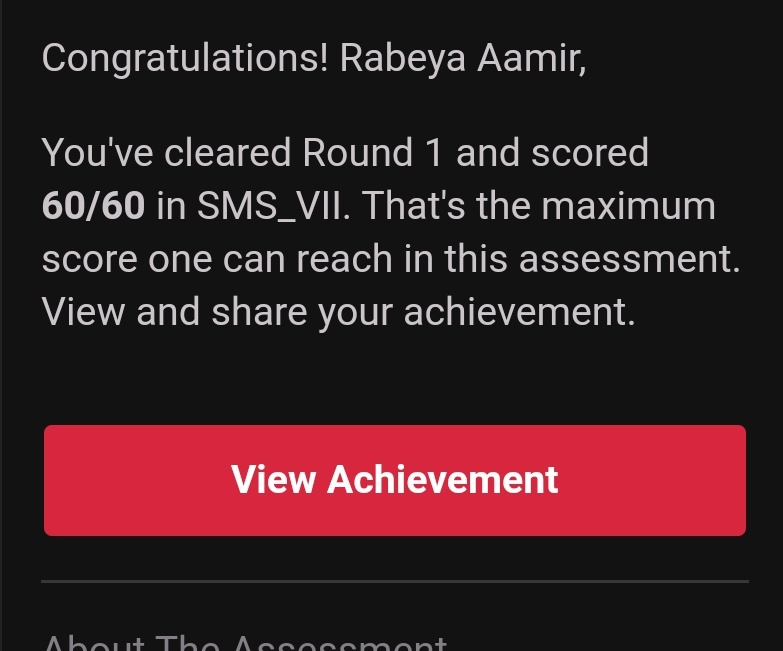 Congratulations! Rabeya Aamir,
You've cleared Round 1 and scored
60/60 in SMS_VII. That's the maximum
score one can reach in this assessment.
View and share your achievement.
View Achievement
About The Assessment